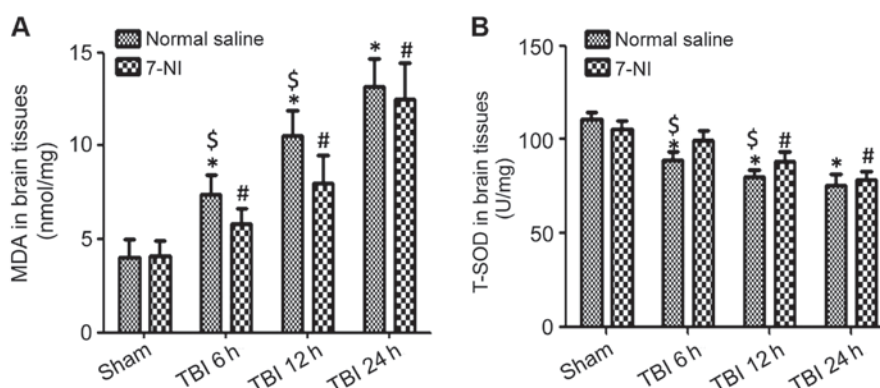 A
MDA in brain tissues
(nmol/mg)
15
10
5
0
Normal saline
7-NI
$
*
#
$
*
#
*
#
Sham
TBI 6 h
TBI 12 h
TBI 24 h
B
T-SOD in brain tissues
(U/mg)
150
100
50
0
Normal saline
7-NI
$
*
$
*
#
*
#
Sham
TBI 6 h
TBI 12 h
TBI 24 h